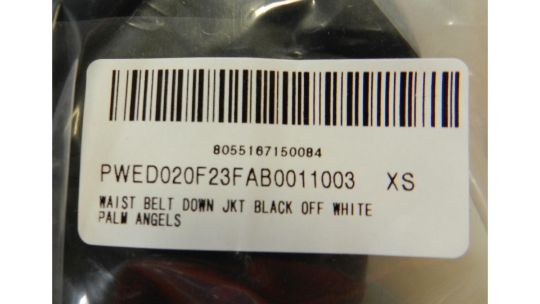 8055167150084
PWED020F23FAB0011003 XS
WAIST BELT DOWN JKT BLACK OFF WHITE
PALM ANGELS